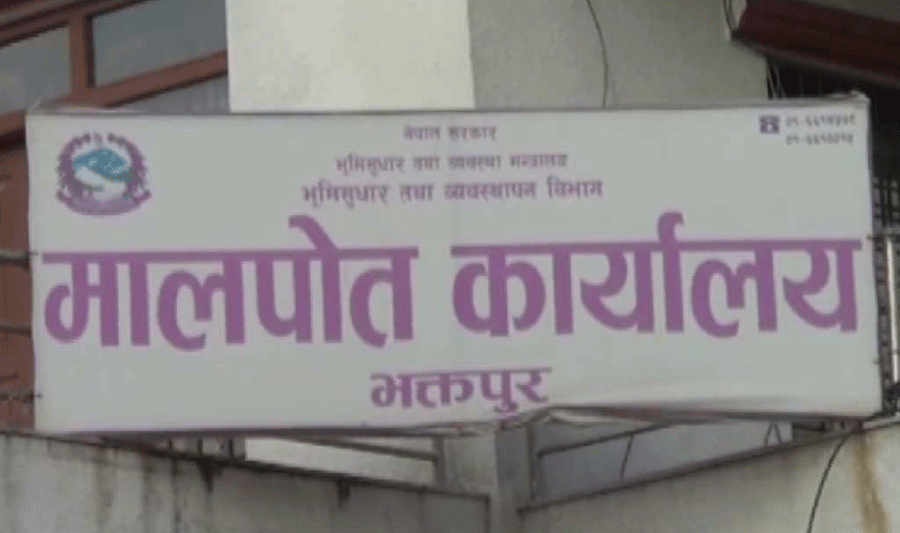 नेपाल सरकार
भूमिसुधार तथा व्यवस्था मन्त्रालय
भूमिसुधार तथा व्यवस्थापन विभाग
मालपोत कार्यालय
भक्तपुर